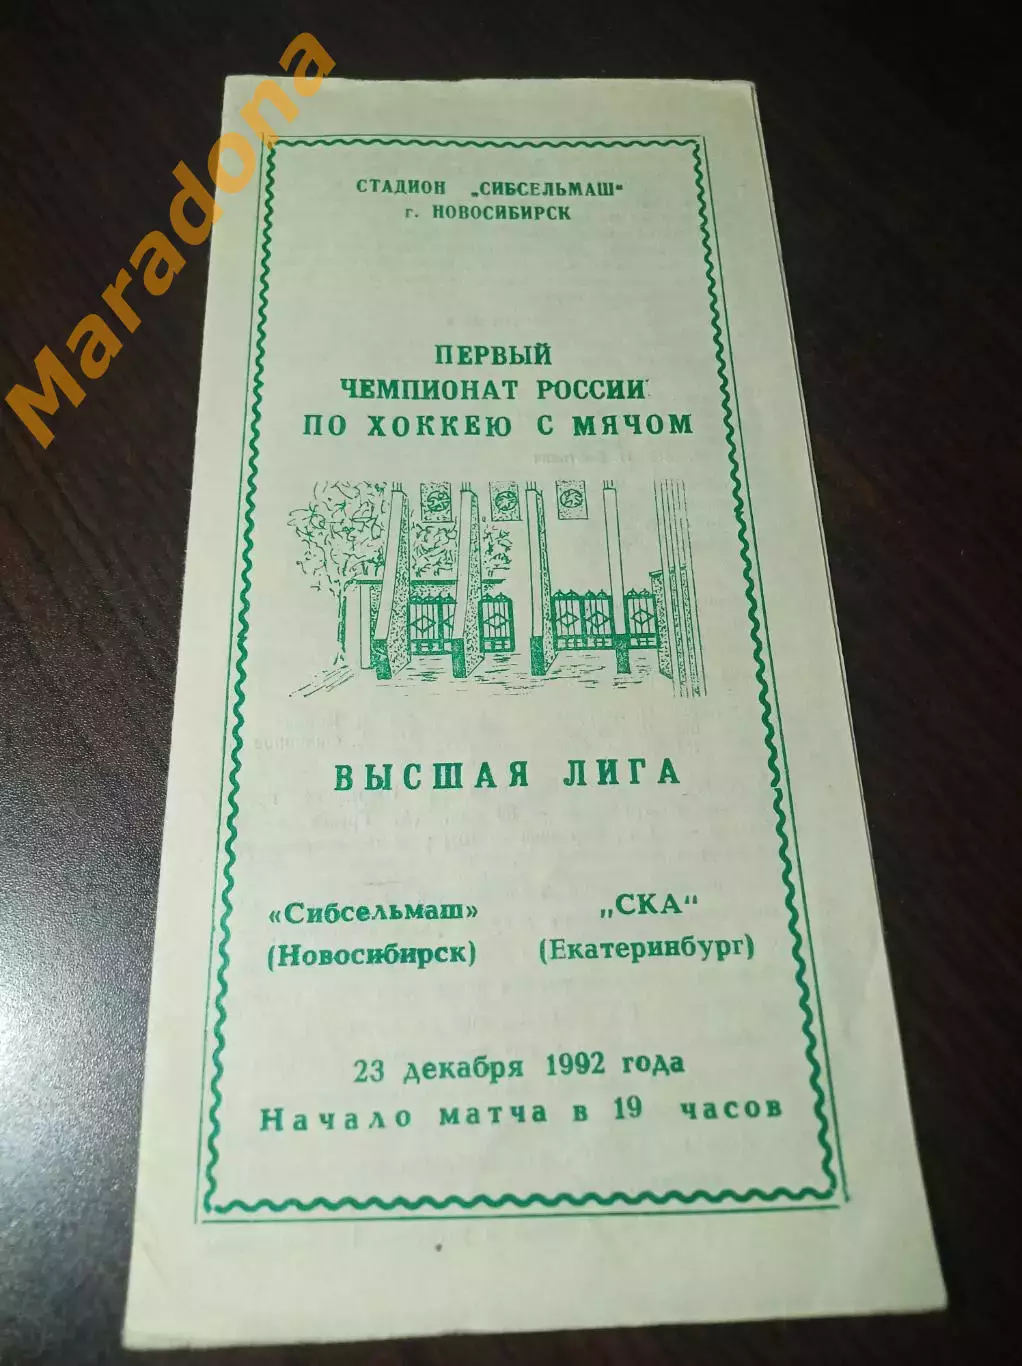 Maradona
СТАДИОН „СИБСЕЛЬМАШ"
г. НОВОСИБИРСК
ПЕРВЫЙ
ЧЕМПИОНАТ РОССИИ
ПО ХОККЕЮ С МЯЧОМ
ВЫСШАЯ ЛИГА
«Сибсельмаш» „СКА"
(Новосибирск) (Екатеринбург)
23 декабря 1992 года
Начало матча в 19 часов